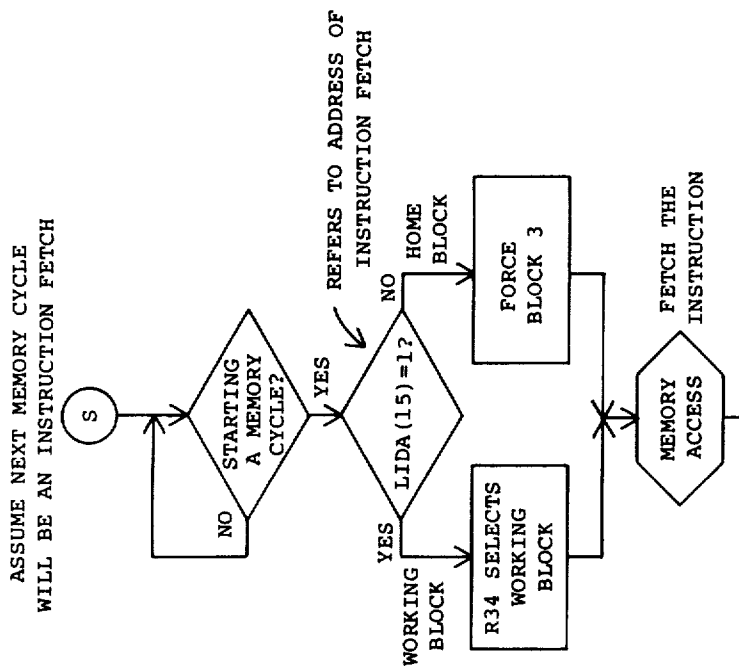 ASSUME NEXT MEMORY CYCLE
WILL BE AN INSTRUCTION FETCH
S
STARTING
A MEMORY
CYCLE?
NO
YES
REFERS TO ADDRESS OF
INSTRUCTION FETCH
LIDA(15)=1?
YES
NO
WORKING
BLOCK
HOME
BLOCK
R34 SELECTS
WORKING
BLOCK
FORCE
BLOCK 3
MEMORY
ACCESS
FETCH THE
INSTRUCTION